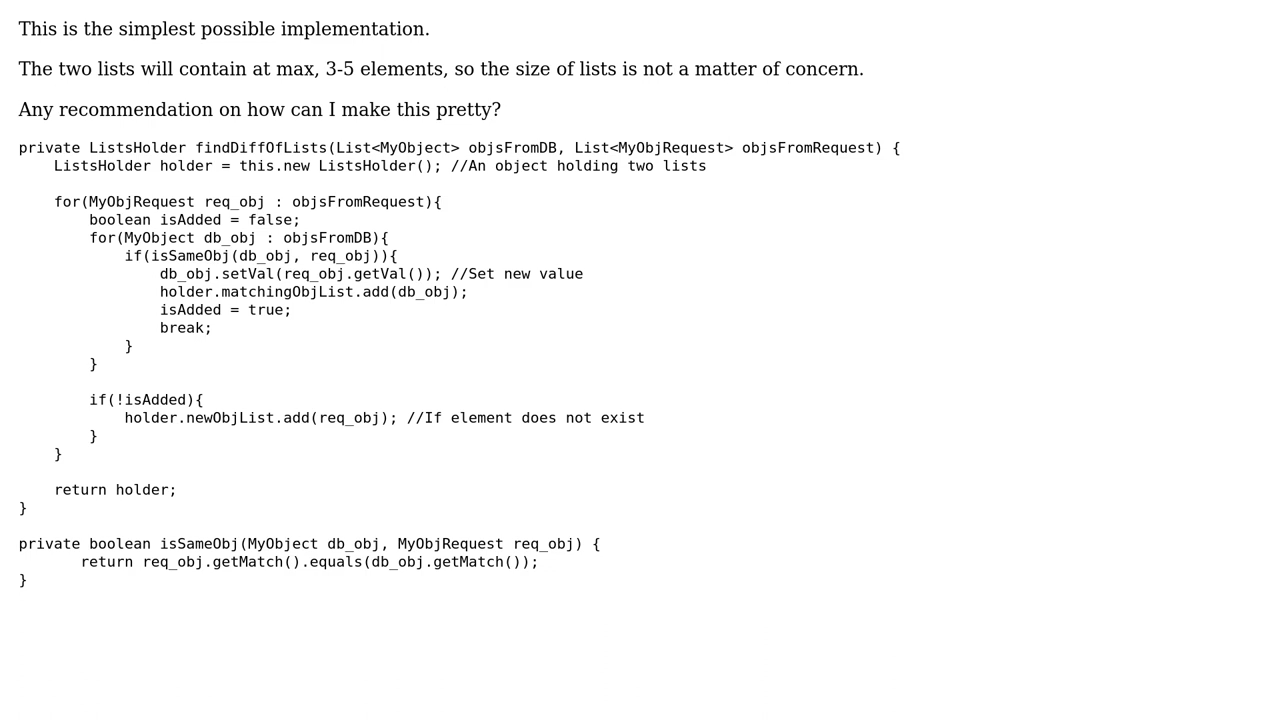 This is the simplest possible implementation.
The two lists will contain at max, 3-5 elements, so the size of lists is not a matter of concern.
Any recommendation on how can I make this pretty?
private ListsHolder findDiffOfLists(List<MyObject> objsFromDB, List<MyObjRequest> objsFromRequest) {
    ListsHolder holder = this.new ListsHolder(); //An object holding two lists

    for(MyObjRequest req_obj : objsFromRequest){
        boolean isAdded = false;
        for(MyObject db_obj : objsFromDB){
            if(isSameObj(db_obj, req_obj)){
                db_obj.setVal(req_obj.getVal()); //Set new value
                holder.matchingObjList.add(db_obj);
                isAdded = true;
                break;
            }
        }

        if(!isAdded){
            holder.newObjList.add(req_obj); //If element does not exist
        }
    }

    return holder;
}

private boolean isSameObj(MyObject db_obj, MyObjRequest req_obj) {
       return req_obj.getMatch().equals(db_obj.getMatch());
}